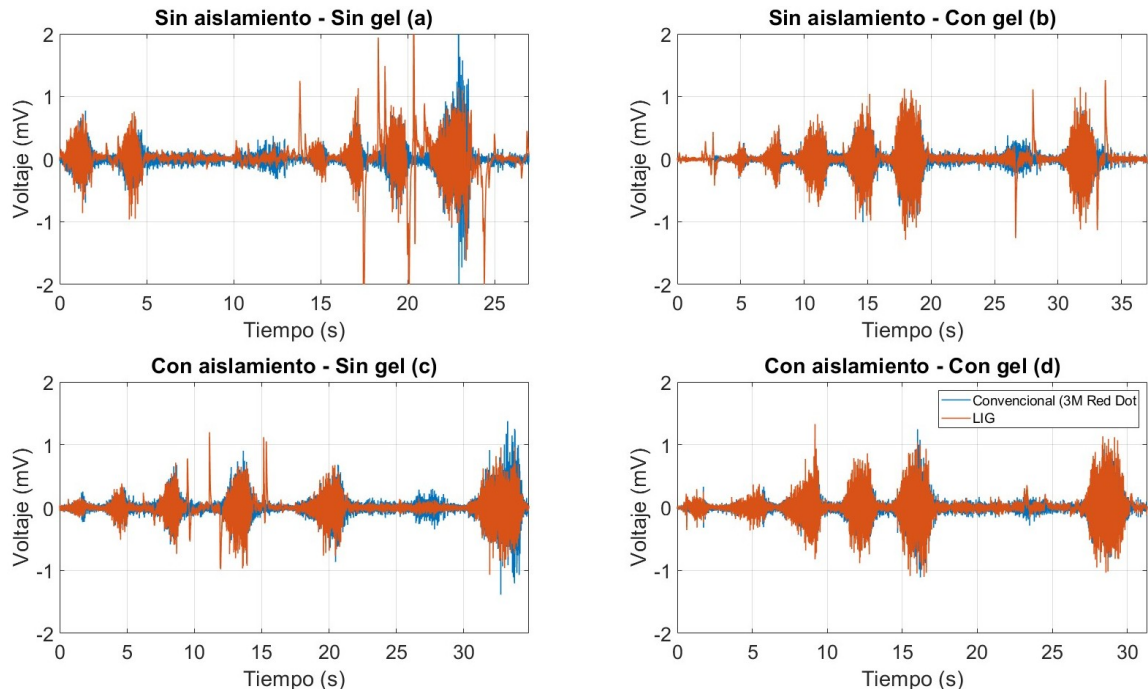 Sin aislamiento - Sin gel (a)
2
1
0
-1
-2
Voltaje (mV)
0 5 10 15 20 25
Tiempo (s)
Sin aislamiento - Con gel (b)
2
1
0
-1
-2
Voltaje (mV)
0 5 10 15 20 25 30 35
Tiempo (s)
Con aislamiento - Sin gel (c)
2
1
0
-1
-2
Voltaje (mV)
0 5 10 15 20 25 30
Tiempo (s)
Con aislamiento - Con gel (d)
Convencional (3M Red Dot
LIG
2
1
0
-1
-2
Voltaje (mV)
0 5 10 15 20 25 30
Tiempo (s)